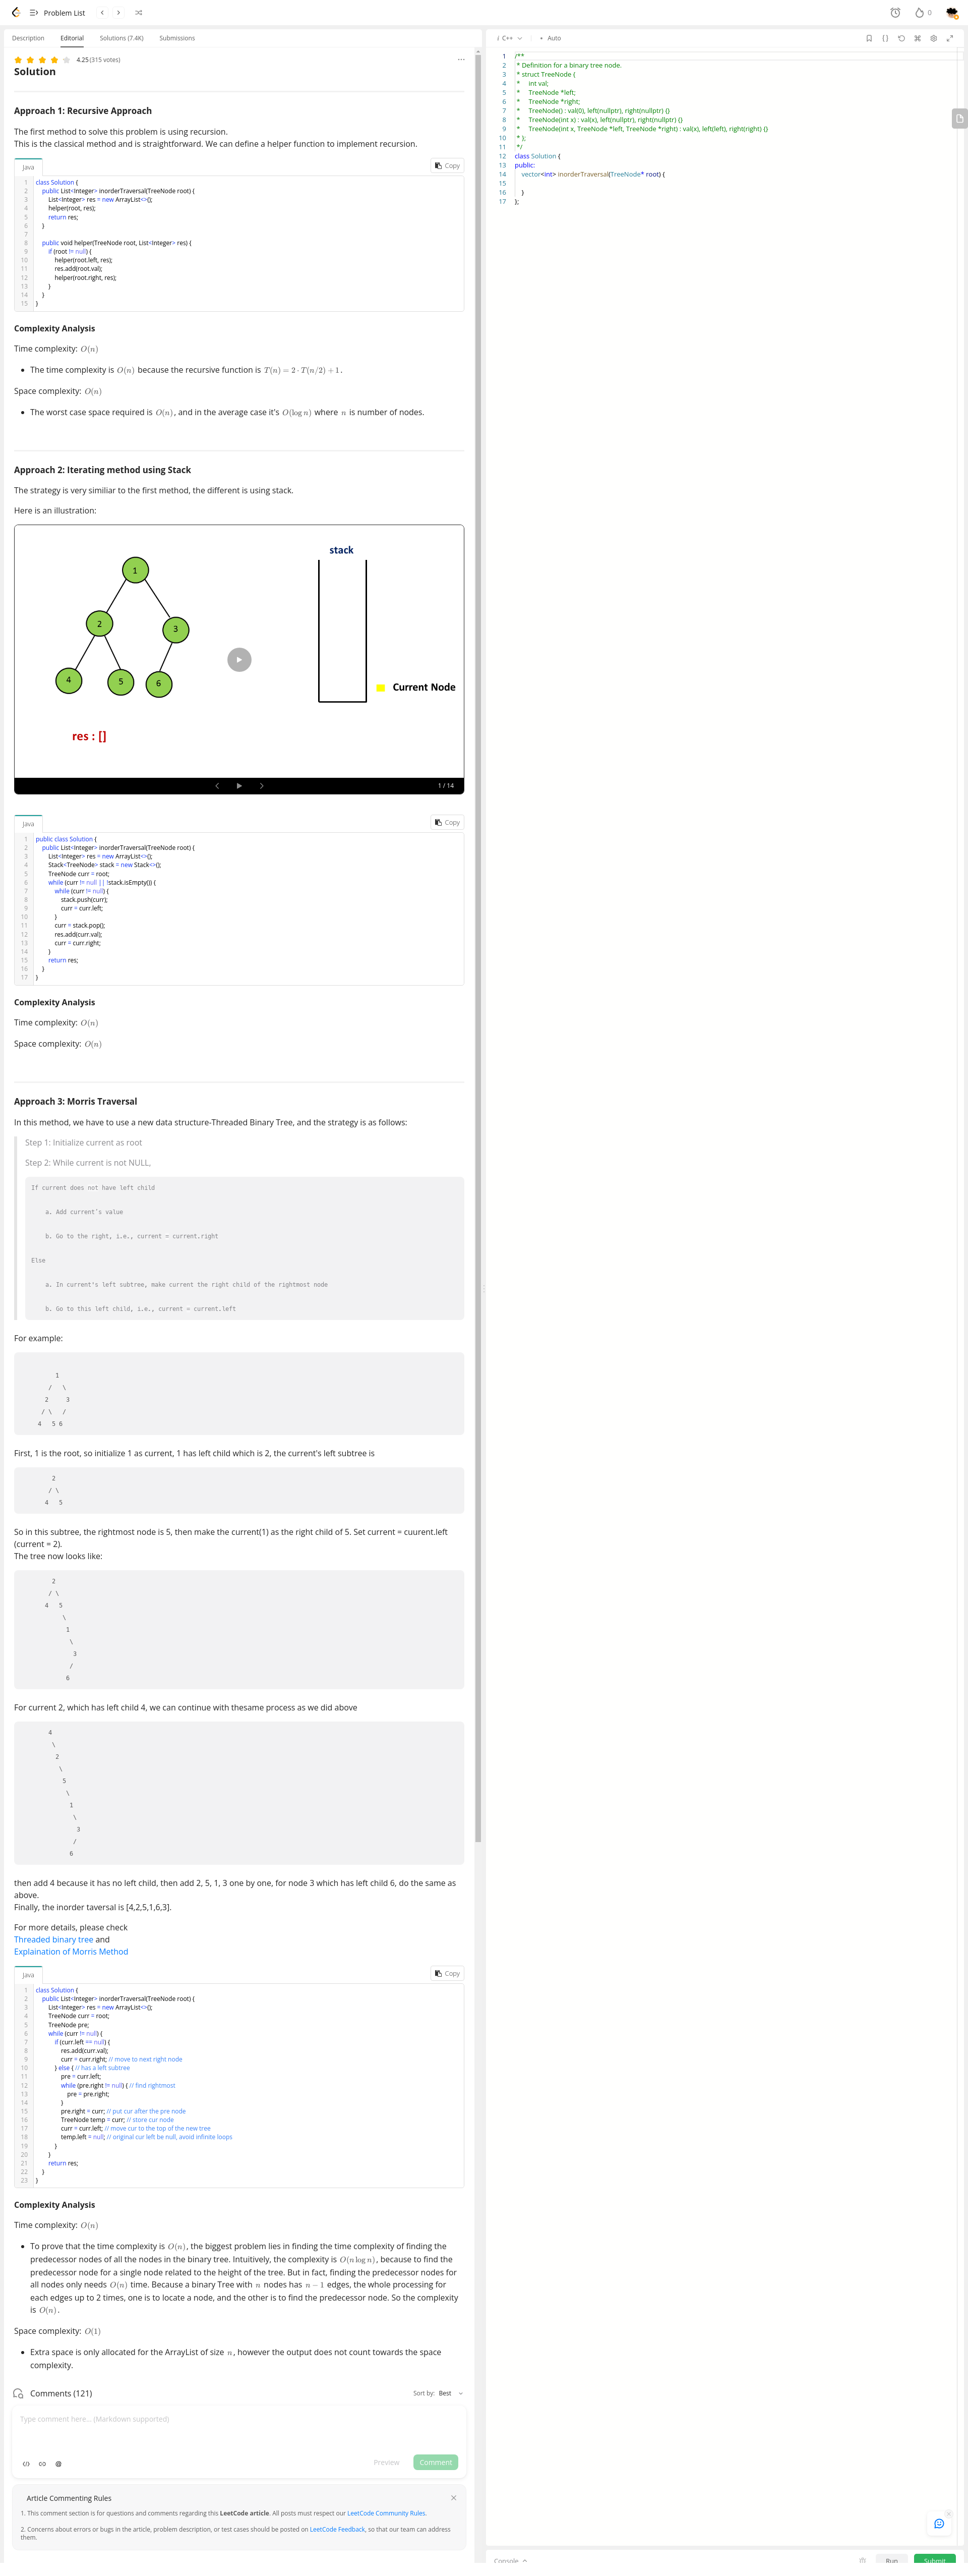 Problem List
0
Description Editorial Solutions (7.4K) Submissions
4.25 (315 votes)
Solution
Approach 1: Recursive Approach
The first method to solve this problem is using recursion.
This is the classical method and is straightforward. We can define a helper function to implement recursion.
Java
Copy
1 class Solution {
2 public List<Integer> inorderTraversal(TreeNode root) {
3 List<Integer> res = new ArrayList<>();
4 helper(root, res);
5 return res;
6 }
7
8 public void helper(TreeNode root, List<Integer> res) {
9 if (root != null) {
10 helper(root.left, res);
11 res.add(root.val);
12 helper(root.right, res);
13 }
14 }
15 }
Complexity Analysis
Time complexity: O(n)
The time complexity is O(n) because the recursive function is T(n) = 2 · T(n/2) + 1.
Space complexity: O(n)
The worst case space required is O(n), and in the average case it's O(log n) where n is number of nodes.
Approach 2: Iterating method using Stack
The strategy is very similiar to the first method, the different is using stack.
Here is an illustration:
stack
1
2
3
4
5
6
Current Node
res : []
1 / 14
Java
Copy
1 public class Solution {
2 public List<Integer> inorderTraversal(TreeNode root) {
3 List<Integer> res = new ArrayList<>();
4 Stack<TreeNode> stack = new Stack<>();
5 TreeNode curr = root;
6 while (curr != null || !stack.isEmpty()) {
7 while (curr != null) {
8 stack.push(curr);
9 curr = curr.left;
10 }
11 curr = stack.pop();
12 res.add(curr.val);
13 curr = curr.right;
14 }
15 return res;
16 }
17 }
Complexity Analysis
Time complexity: O(n)
Space complexity: O(n)
Approach 3: Morris Traversal
In this method, we have to use a new data structure-Threaded Binary Tree, and the strategy is as follows:
Step 1: Initialize current as root
Step 2: While current is not NULL,
If current does not have left child
a. Add current's value
b. Go to the right, i.e., current = current.right
Else
a. In current's left subtree, make current the right child of the rightmost node
b. Go to this left child, i.e., current = current.left
For example:
1
/ \
2 3
/ \ /
4 5 6
First, 1 is the root, so initialize 1 as current, 1 has left child which is 2, the current's left subtree is
2
/ \
4 5
So in this subtree, the rightmost node is 5, then make the current(1) as the right child of 5. Set current = cuurent.left
(current = 2).
The tree now looks like:
2
/ \
4 5
\
1
\
3
/
6
For current 2, which has left child 4, we can continue with thesame process as we did above
4
\
2
\
5
\
1
\
3
/
6
then add 4 because it has no left child, then add 2, 5, 1, 3 one by one, for node 3 which has left child 6, do the same as
above.
Finally, the inorder taversal is [4,2,5,1,6,3].
For more details, please check
Threaded binary tree and
Explaination of Morris Method
Java
Copy
1 class Solution {
2 public List<Integer> inorderTraversal(TreeNode root) {
3 List<Integer> res = new ArrayList<>();
4 TreeNode curr = root;
5 TreeNode pre;
6 while (curr != null) {
7 if (curr.left == null) {
8 res.add(curr.val);
9 curr = curr.right; // move to next right node
10 } else { // has a left subtree
11 pre = curr.left;
12 while (pre.right != null) { // find rightmost
13 pre = pre.right;
14 }
15 pre.right = curr; // put cur after the pre node
16 TreeNode temp = curr; // store cur node
17 curr = curr.left; // move cur to the top of the new tree
18 temp.left = null; // original cur left be null, avoid infinite loops
19 }
20 }
21 return res;
22 }
23 }
Complexity Analysis
Time complexity: O(n)
To prove that the time complexity is O(n), the biggest problem lies in finding the time complexity of finding the
predecessor nodes of all the nodes in the binary tree. Intuitively, the complexity is O(n log n), because to find the
predecessor node for a single node related to the height of the tree. But in fact, finding the predecessor nodes for
all nodes only needs O(n) time. Because a binary Tree with n nodes has n − 1 edges, the whole processing for
each edges up to 2 times, one is to locate a node, and the other is to find the predecessor node. So the complexity
is O(n).
Space complexity: O(1)
Extra space is only allocated for the ArrayList of size n, however the output does not count towards the space
complexity.
Comments (121)
Sort by: Best
Type comment here... (Markdown supported)
Preview
Comment
Article Commenting Rules
1. This comment section is for questions and comments regarding this LeetCode article. All posts must respect our LeetCode Community Rules.
2. Concerns about errors or bugs in the article, problem description, or test cases should be posted on LeetCode Feedback, so that our team can address
them.
i C++
Auto
1 /**
2 * Definition for a binary tree node.
3 * struct TreeNode {
4 * int val;
5 * TreeNode *left;
6 * TreeNode *right;
7 * TreeNode() : val(0), left(nullptr), right(nullptr) {}
8 * TreeNode(int x) : val(x), left(nullptr), right(nullptr) {}
9 * TreeNode(int x, TreeNode *left, TreeNode *right) : val(x), left(left), right(right) {}
10 * };
11 */
12 class Solution {
13 public:
14 vector<int> inorderTraversal(TreeNode* root) {
15
16 }
17 };
Console
Run
Submit